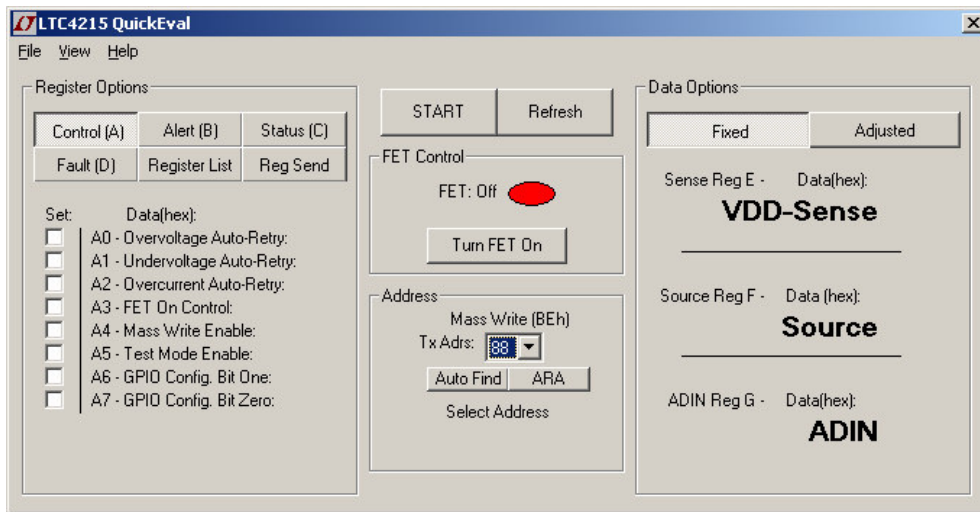 LTC4215 QuickEval
File View Help
Register Options
Control (A) Alert (B) Status (C)
Fault (D) Register List Reg Send
Set: Data(hex):
A0 - Overvoltage Auto-Retry:
A1 - Undervoltage Auto-Retry:
A2 - Overcurrent Auto-Retry:
A3 - FET On Control:
A4 - Mass Write Enable:
A5 - Test Mode Enable:
A6 - GPIO Config. Bit One:
A7 - GPIO Config. Bit Zero:
START Refresh
FET Control
FET: Off
Turn FET On
Address
Mass Write (BEh)
Tx Adrs: 88
Auto Find ARA
Select Address
Data Options
Fixed Adjusted
Sense Reg E - Data(hex):
VDD-Sense
Source Reg F - Data (hex):
Source
ADIN Reg G - Data(hex):
ADIN